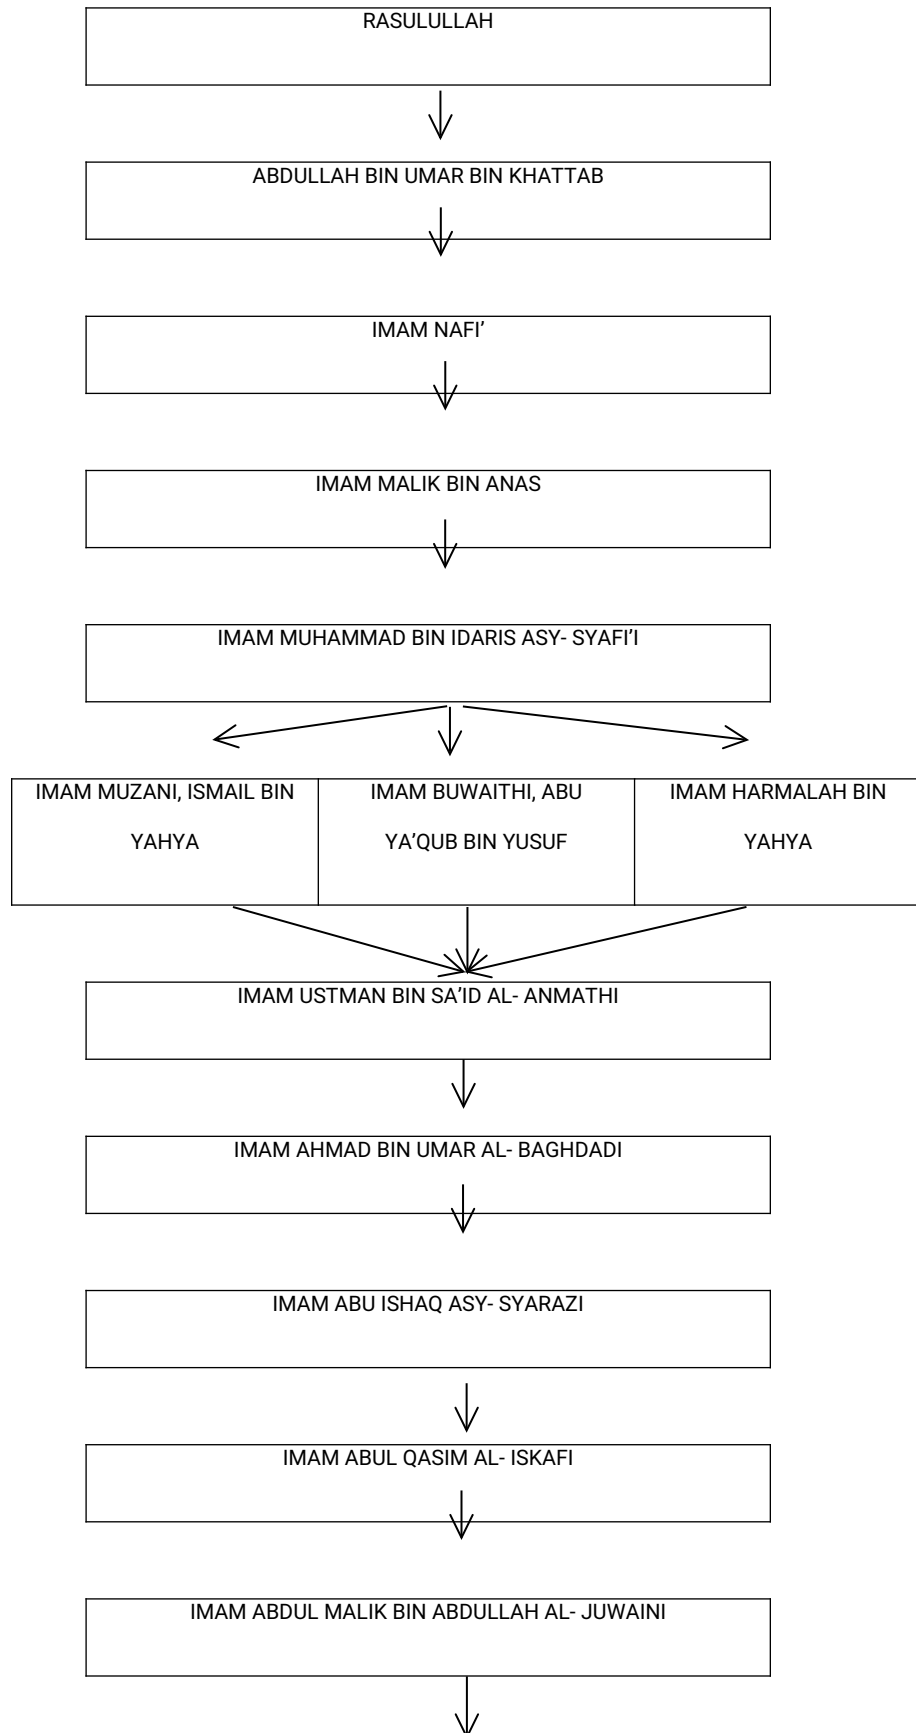 RASULULLAH
ABDULLAH BIN UMAR BIN KHATTAB
IMAM NAFI’
IMAM MALIK BIN ANAS
IMAM MUHAMMAD BIN IDARIS ASY- SYAFI’I
IMAM MUZANI, ISMAIL BIN
YAHYA
IMAM BUWAITHI, ABU
YA’QUB BIN YUSUF
IMAM HARMALAH BIN
YAHYA
IMAM USTMAN BIN SA’ID AL- ANMATHI
IMAM AHMAD BIN UMAR AL- BAGHDADI
IMAM ABU ISHAQ ASY- SYARAZI
IMAM ABUL QASIM AL- ISKAFI
IMAM ABDUL MALIK BIN ABDULLAH AL- JUWAINI